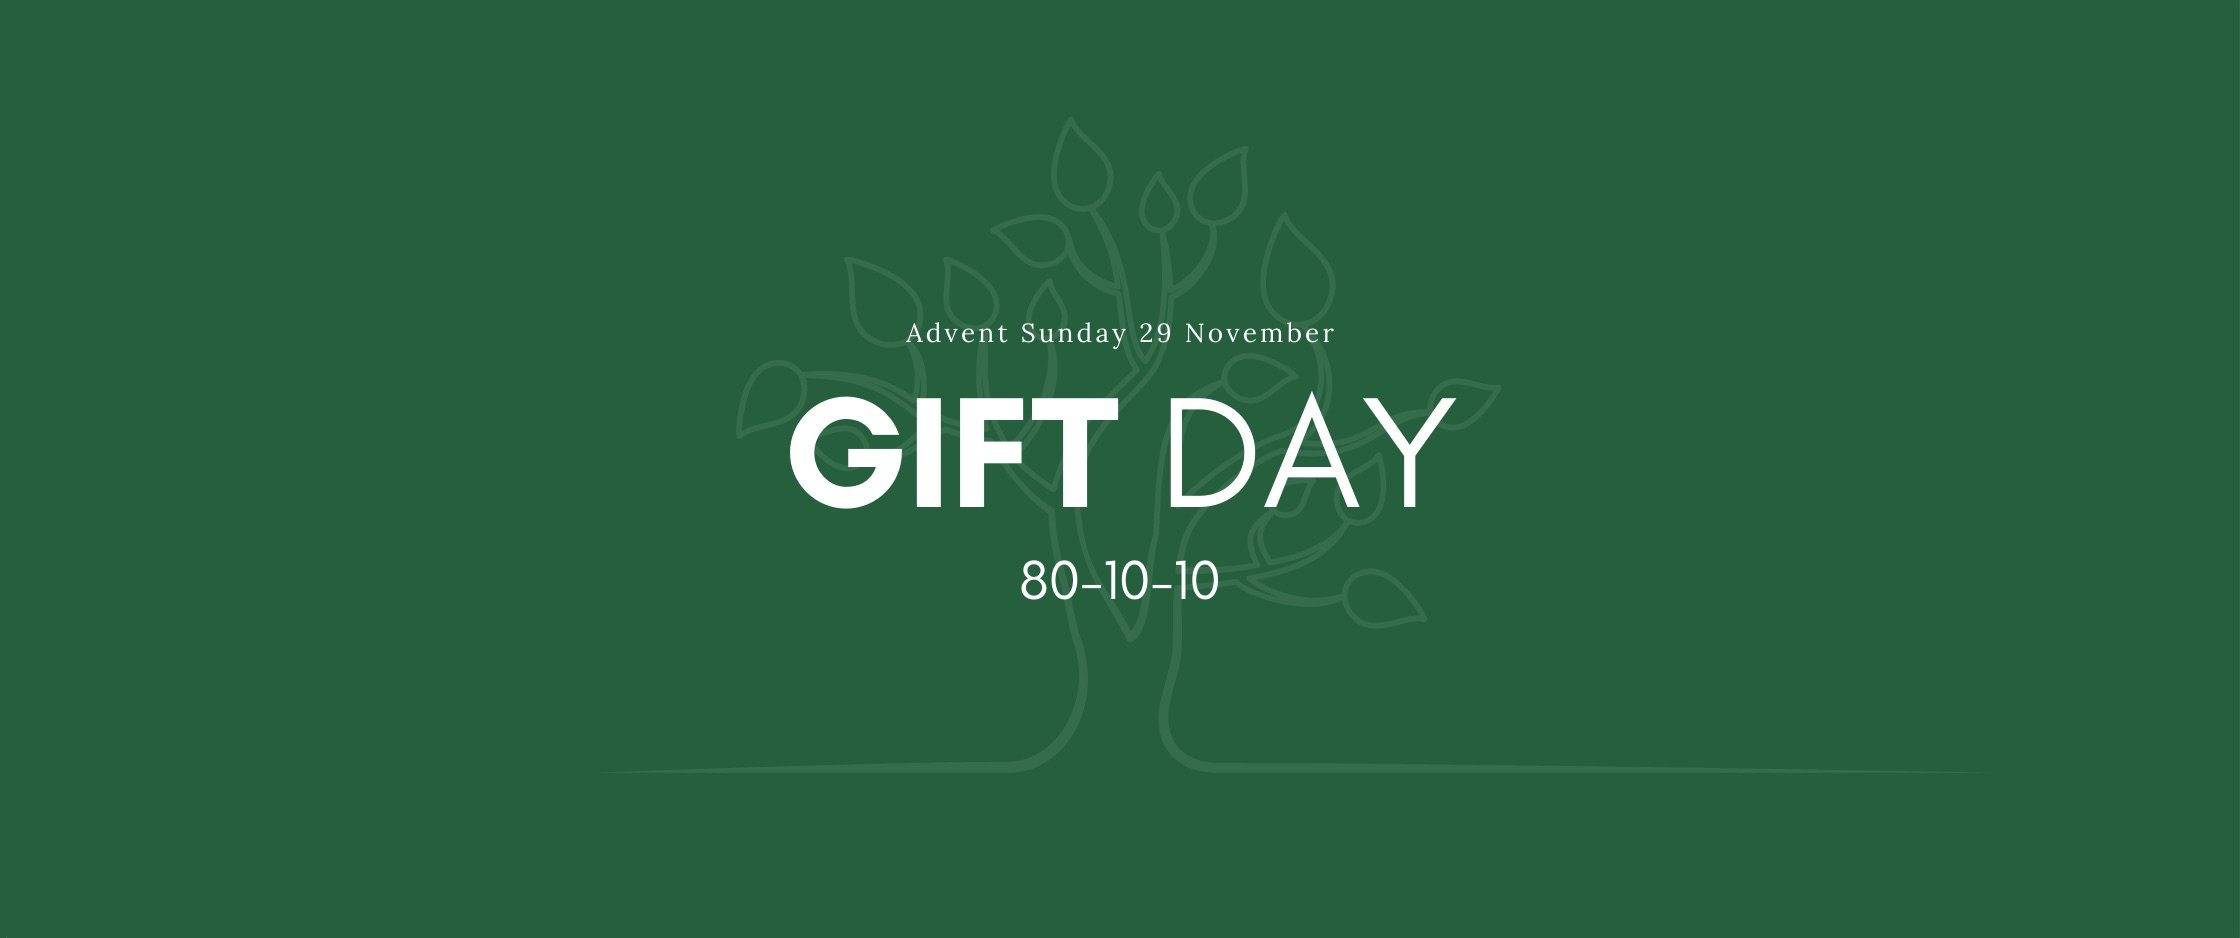 Advent Sunday 29 November
GIFT DAY
80–10–10